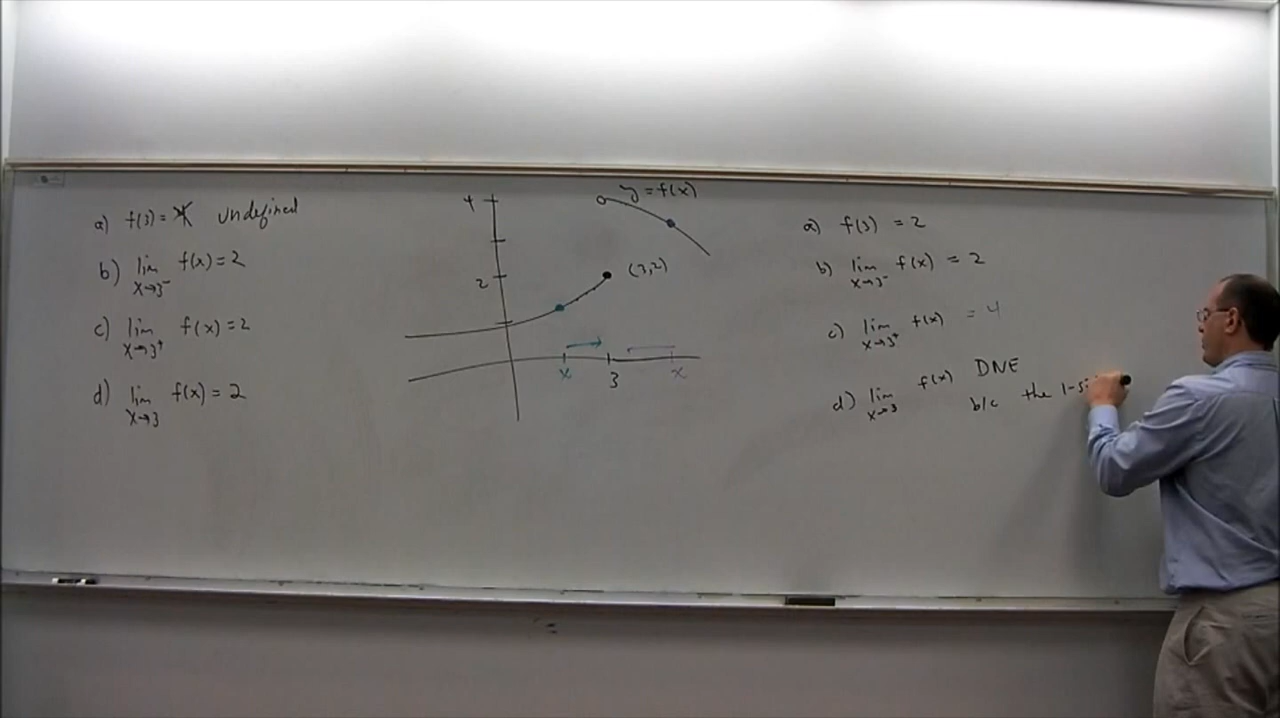 a) f(3) = undefined
b) lim f(x) = 2
x→3⁻
c) lim f(x) = 2
x→3⁺
d) lim f(x) = 2
x→3
4
y = f(x)
2
(3,2)
x
3
x
a) f(3) = 2
b) lim f(x) = 2
x→3⁻
c) lim f(x) = 4
x→3⁺
d) lim f(x) DNE
x→3
b/c the 1-si